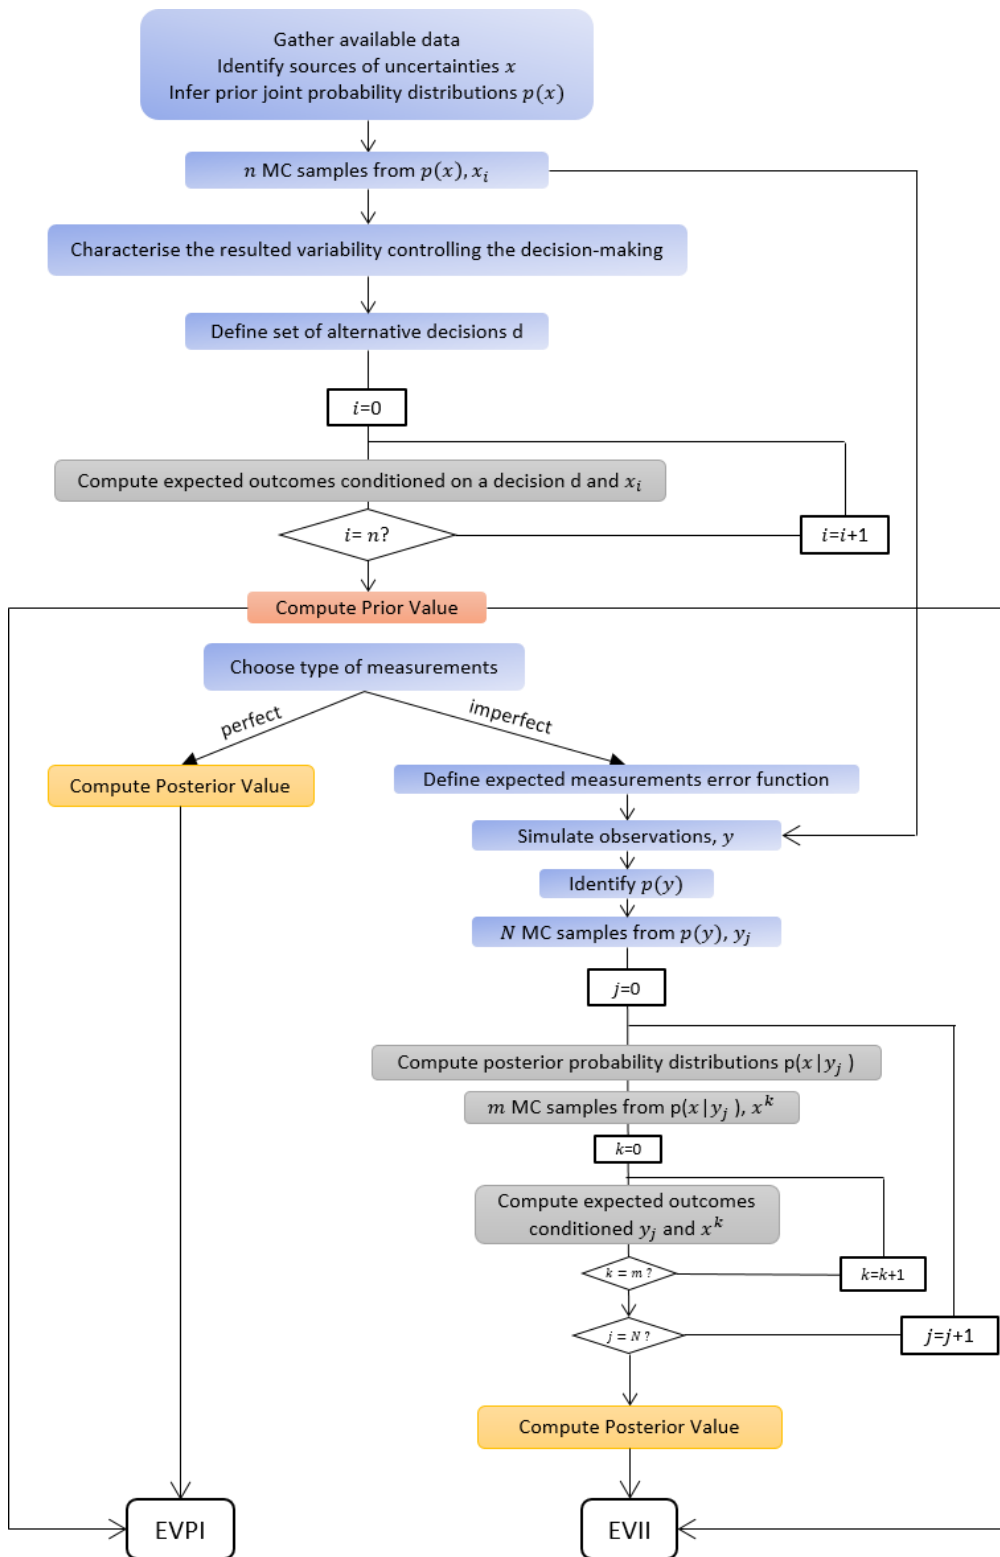 Gather available data
Identify sources of uncertainties x
Infer prior joint probability distributions p(x)
n MC samples from p(x), xᵢ
Characterise the resulted variability controlling the decision-making
Define set of alternative decisions d
i=0
Compute expected outcomes conditioned on a decision d and xᵢ
i= n?
i=i+1
Compute Prior Value
Choose type of measurements
perfect
imperfect
Compute Posterior Value
Define expected measurements error function
Simulate observations, y
Identify p(y)
N MC samples from p(y), yⱼ
j=0
Compute posterior probability distributions p(x|yⱼ )
m MC samples from p(x|yⱼ ), xᵏ
k=0
Compute expected outcomes
conditioned yⱼ and xᵏ
k = m ?
k=k+1
j = N ?
j=j+1
Compute Posterior Value
EVPI
EVII